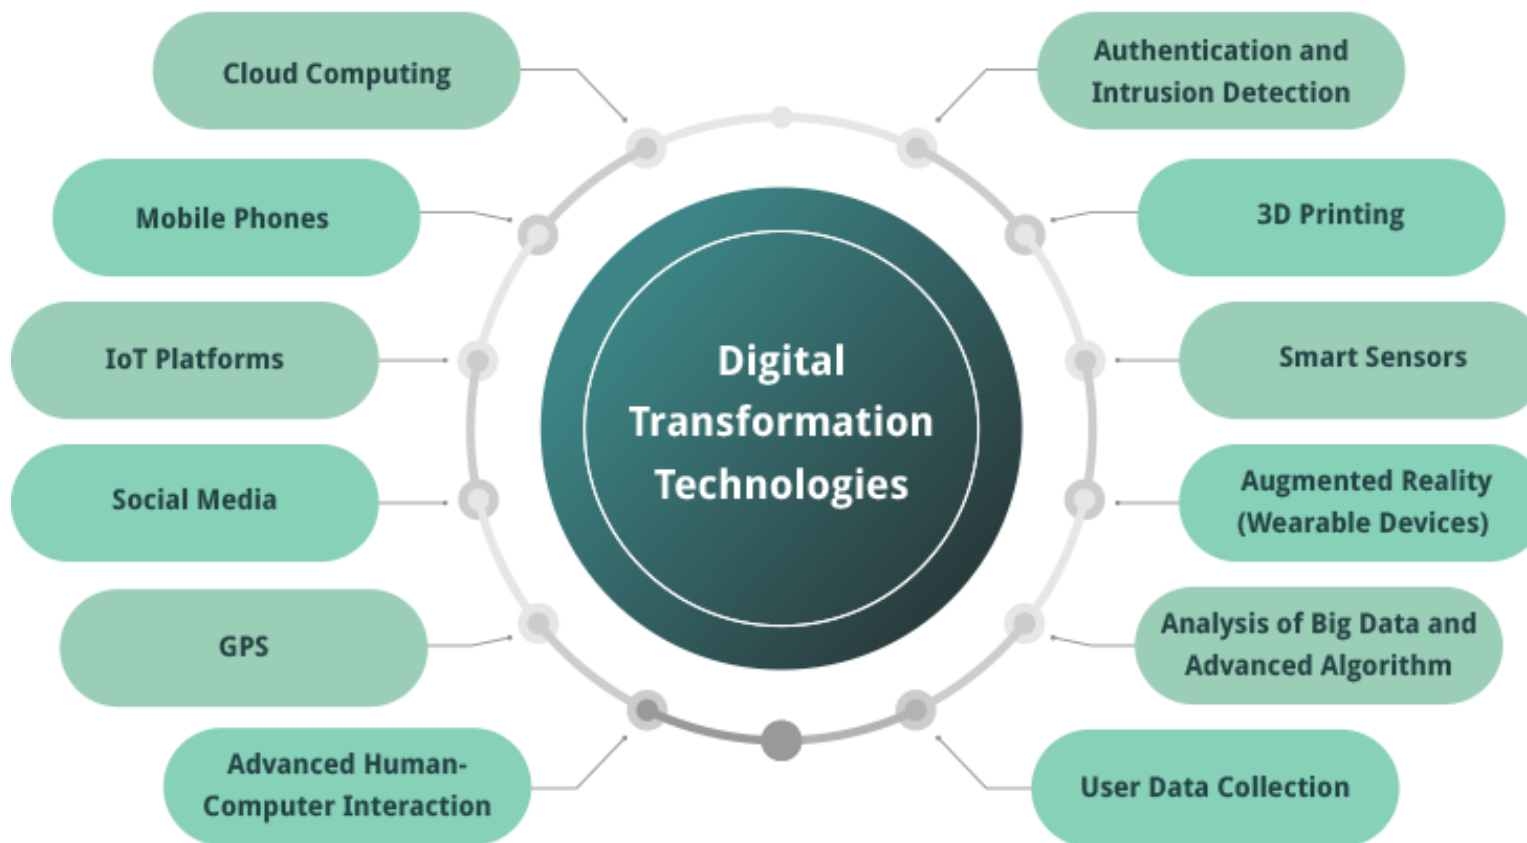 Cloud Computing
Mobile Phones
IoT Platforms
Social Media
GPS
Advanced Human-
Computer Interaction
Digital
Transformation
Technologies
Authentication and
Intrusion Detection
3D Printing
Smart Sensors
Augmented Reality
(Wearable Devices)
Analysis of Big Data and
Advanced Algorithm
User Data Collection